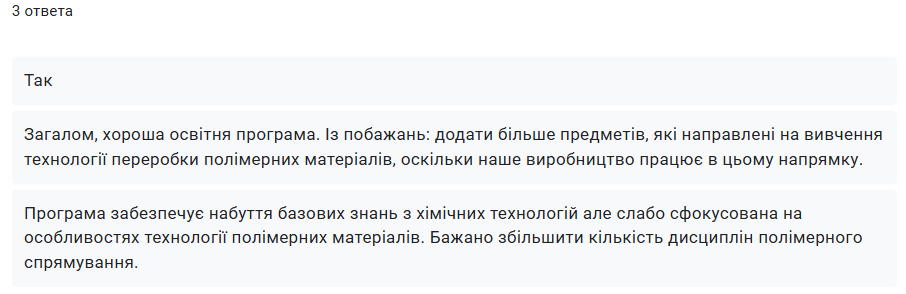 3 ответа
Так
Загалом, хороша освітня програма. Із побажань: додати більше предметів, які направлені на вивчення
технології переробки полімерних матеріалів, оскільки наше виробництво працює в цьому напрямку.
Програма забезпечує набуття базових знань з хімічних технологій але слабо сфокусована на
особливостях технології полімерних матеріалів. Бажано збільшити кількість дисциплін полімерного
спрямування.